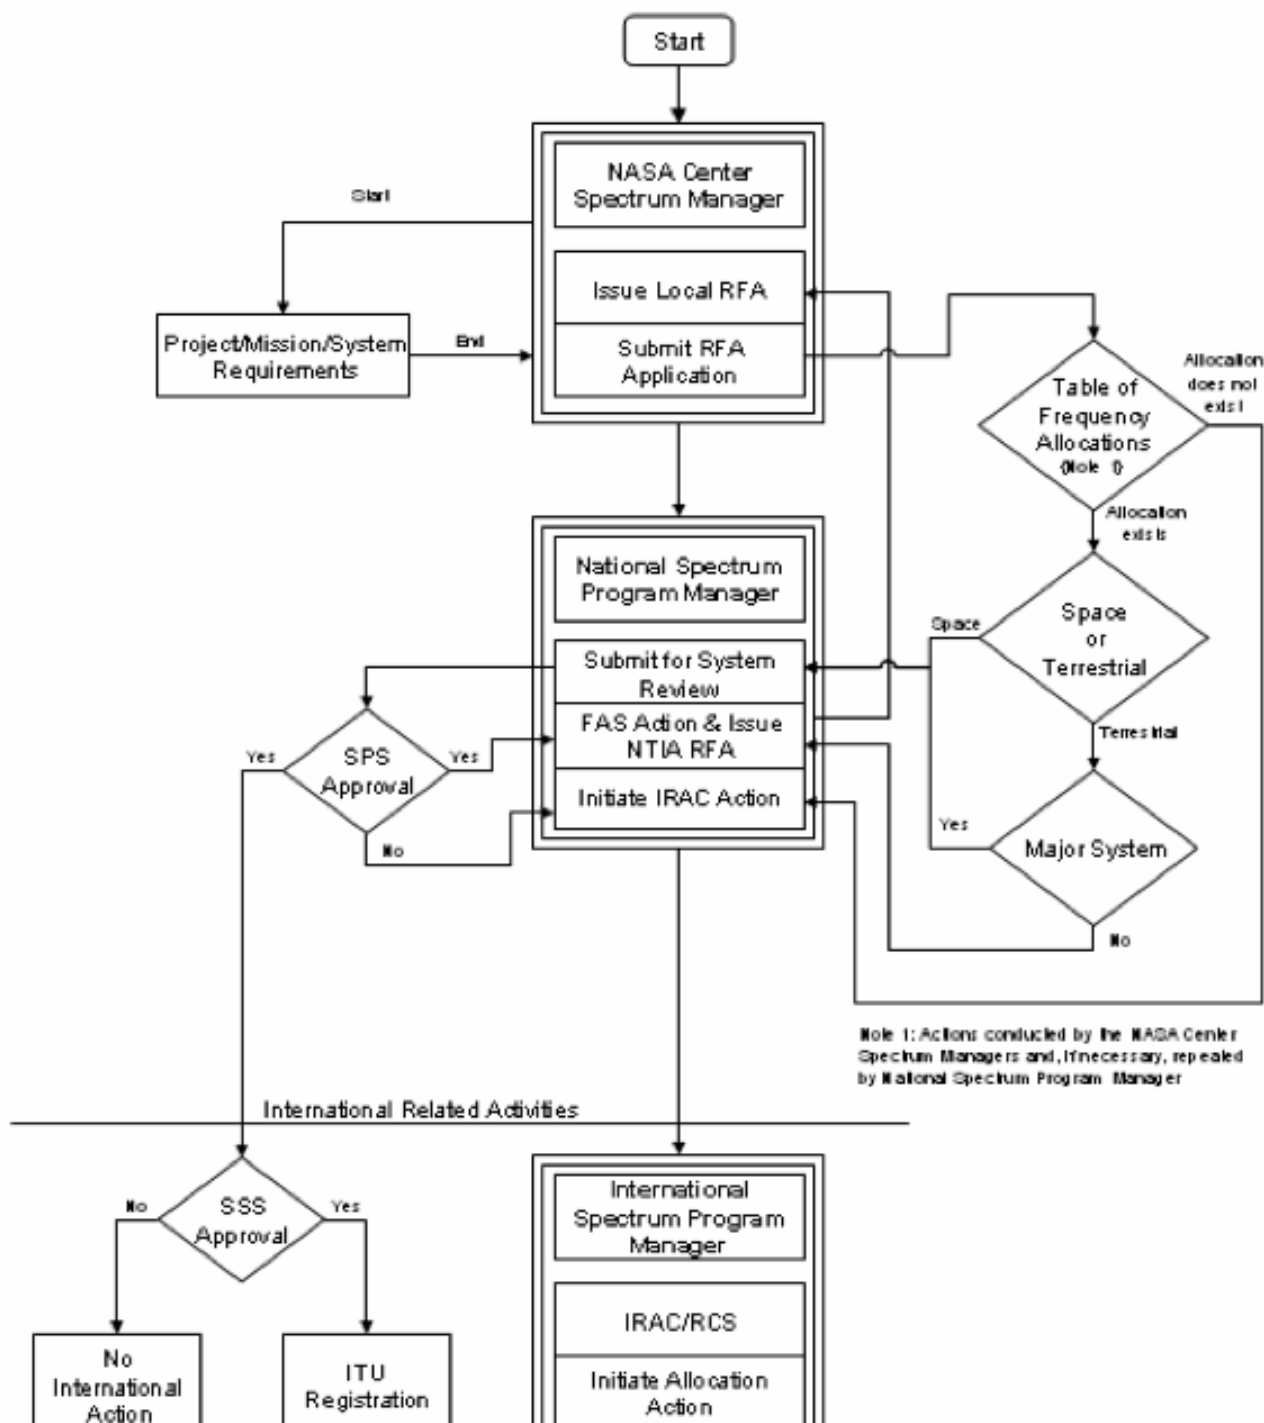 Start
NASA Center
Spectrum Manager
Start
Issue Local RFA
Project/Mission/System
Requirements
End
Submit RFA
Application
Table of
Frequency
Allocations
(Note 1)
Allocation
does not
exist
Allocation
exists
National Spectrum
Program Manager
Space
or
Terrestrial
Space
Submit for System
Review
FAS Action & Issue
NTIA RFA
Initiate IRAC Action
Terrestrial
Yes
SPS
Approval
Yes
No
Yes
Major System
No
Note 1: Actions conducted by the NASA Center
Spectrum Managers and, if necessary, repeated
by National Spectrum Program Manager
International Related Activities
No
SSS
Approval
Yes
International
Spectrum Program
Manager
IRAC/RCS
Initiate Allocation
Action
No
International
Action
ITU
Registration